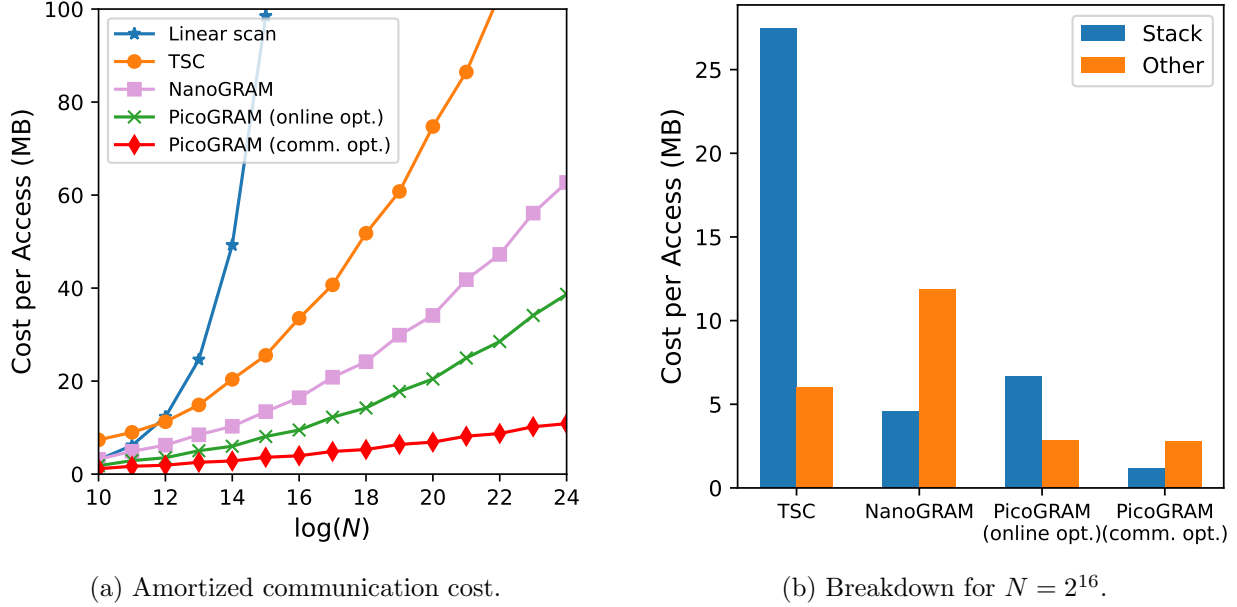 Cost per Access (MB)
100
80
60
40
20
0
Linear scan
TSC
NanoGRAM
PicoGRAM (online opt.)
PicoGRAM (comm. opt.)
10 12 14 16 18 20 22 24
log(N)
(a) Amortized communication cost.
Cost per Access (MB)
25
20
15
10
5
0
Stack
Other
TSC NanoGRAM PicoGRAM PicoGRAM
(online opt.) (comm. opt.)
(b) Breakdown for N = 2^16.